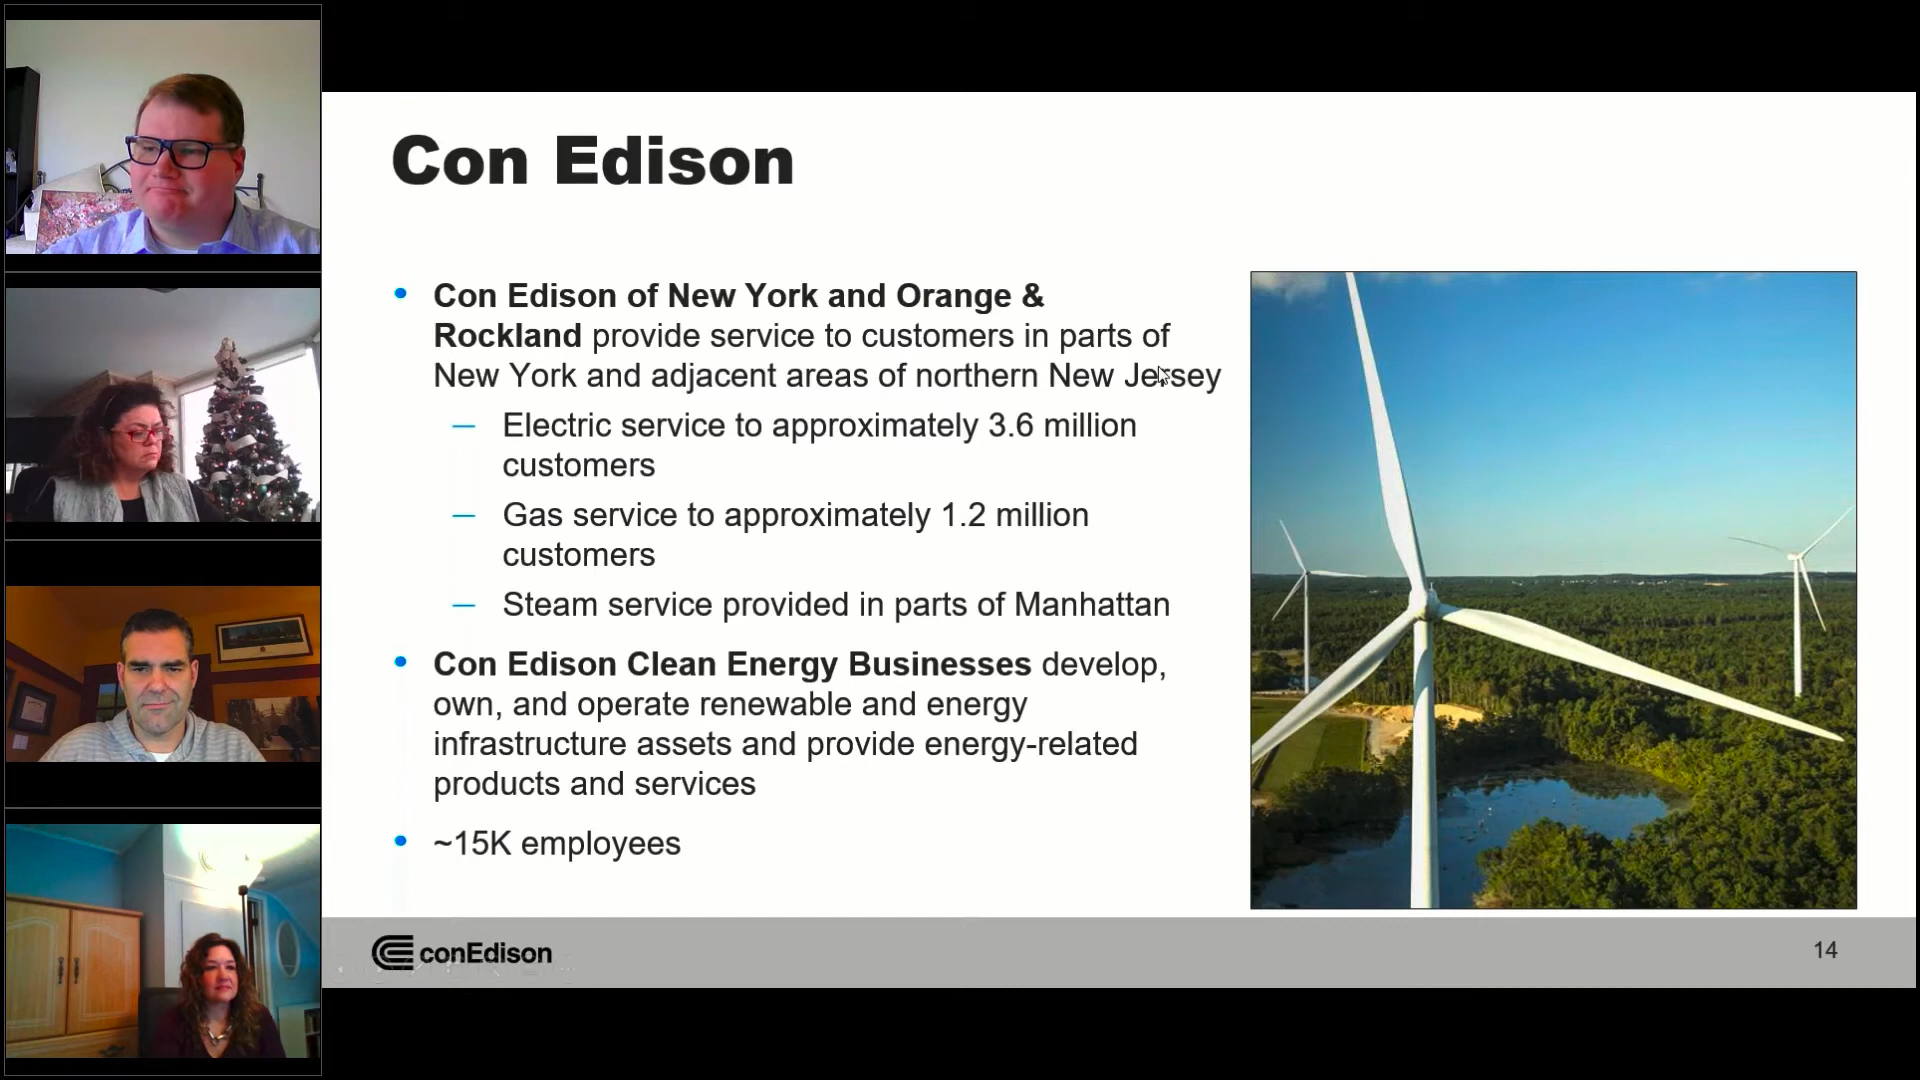 Con Edison
• Con Edison of New York and Orange &
Rockland provide service to customers in parts of
New York and adjacent areas of northern New Jersey
— Electric service to approximately 3.6 million
customers
— Gas service to approximately 1.2 million
customers
— Steam service provided in parts of Manhattan
• Con Edison Clean Energy Businesses develop,
own, and operate renewable and energy
infrastructure assets and provide energy-related
products and services
• ~15K employees
conEdison
14